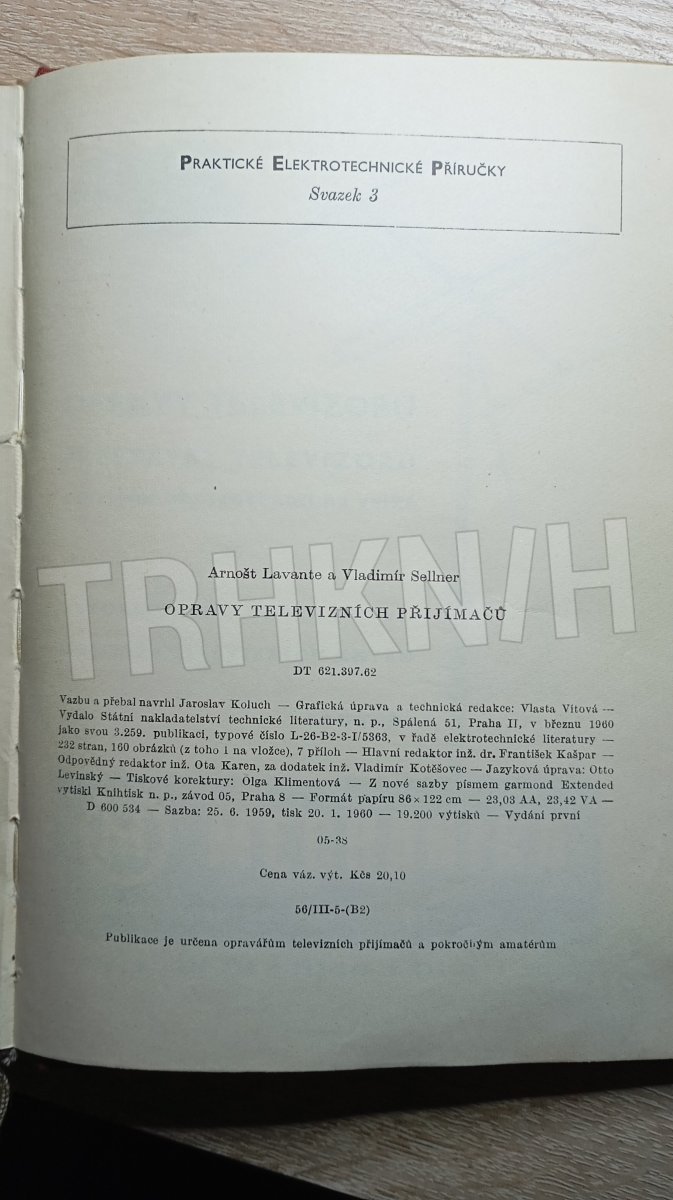 PRAKTICKÉ ELEKTROTECHNICKÉ PŘÍRUČKY
Svazek 3
TRHKN/H
Arnošt Lavante a Vladimír Sellner
OPRAVY TELEVIZNÍCH PŘIJÍMAČŮ
DT 621.397.62
Vazbu a přebal navrhl Jaroslav Koluch — Grafická úprava a technická redakce: Vlasta Vítová —
Vydalo Státní nakladatelství technické literatury, n. p., Spálená 51, Praha II, v březnu 1960
jako svou 3.259. publikaci, typové číslo L-26-B2-3-I/5363, v řadě elektrotechnické literatury —
232 stran, 160 obrázků (z toho 1 na vložce), 7 příloh — Hlavní redaktor inž. dr. František Kašpar —
Odpovědný redaktor inž. Ota Karen, za dodatek inž. Vladimír Kotěšovec — Jazyková úprava: Otto
Levinský — Tiskové korektury: Olga Klimentová — Z nové sazby písmem garmond Extended
vytiskl Knihtisk n. p., závod 05, Praha 8 — Formát papíru 86 × 122 cm — 23,03 AA, 23,42 VA —
D 600 534 — Sazba: 25. 6. 1959, tisk 20. 1. 1960 — 19.200 výtisků — Vydání první
05-38
Cena váz. výt. Kčs 20,10
56/III-5-(B2)
Publikace je určena opravářům televizních přijímačů a pokročilým amatérům